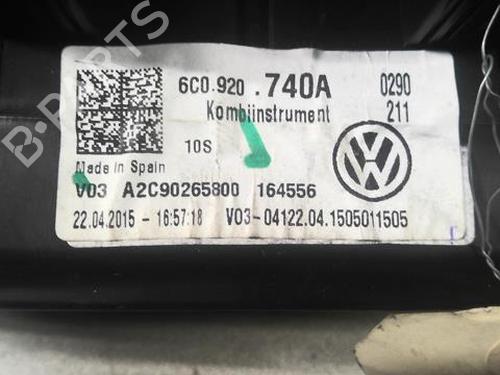 6C0.920 .740A 0290
Kombiinstrument 211
10S
Made in Spain
V03 A2C90265800 164556
22.04.2015 - 16:57:18 V03-04122.04.1505011505
B-PARTS